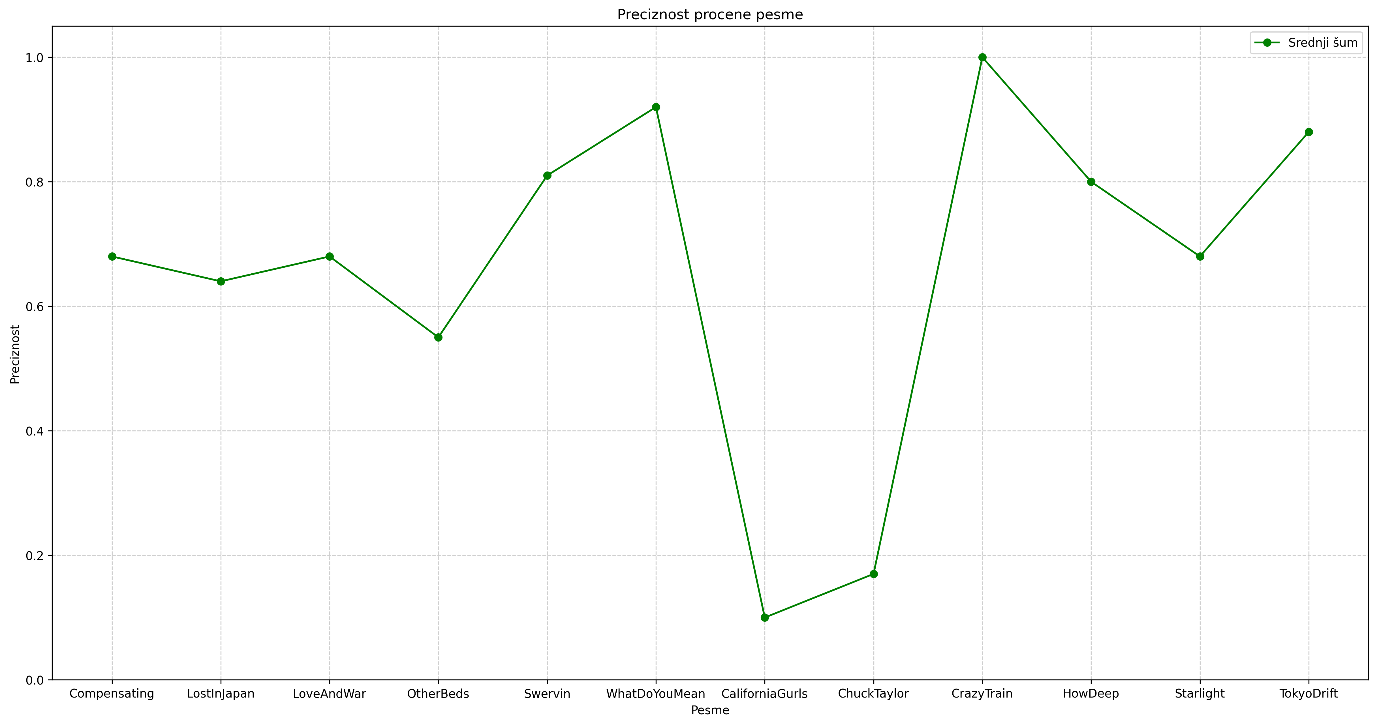 Preciznost procene pesme
Srednji šum
1.0
0.8
0.6
0.4
0.2
0.0
Preciznost
Compensating LostInJapan LoveAndWar OtherBeds Swervin WhatDoYouMean CaliforniaGurls ChuckTaylor CrazyTrain HowDeep Starlight TokyoDrift
Pesme